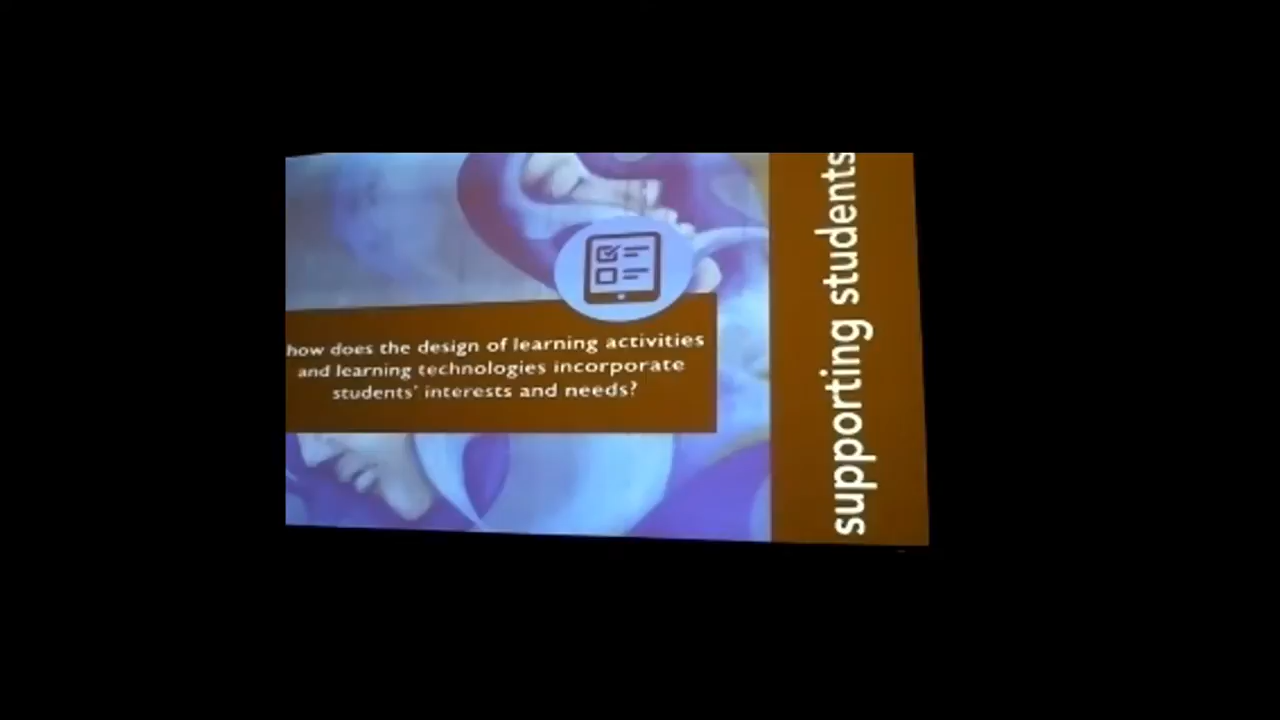 how does the design of learning activities
and learning technologies incorporate
students' interests and needs?
supporting students